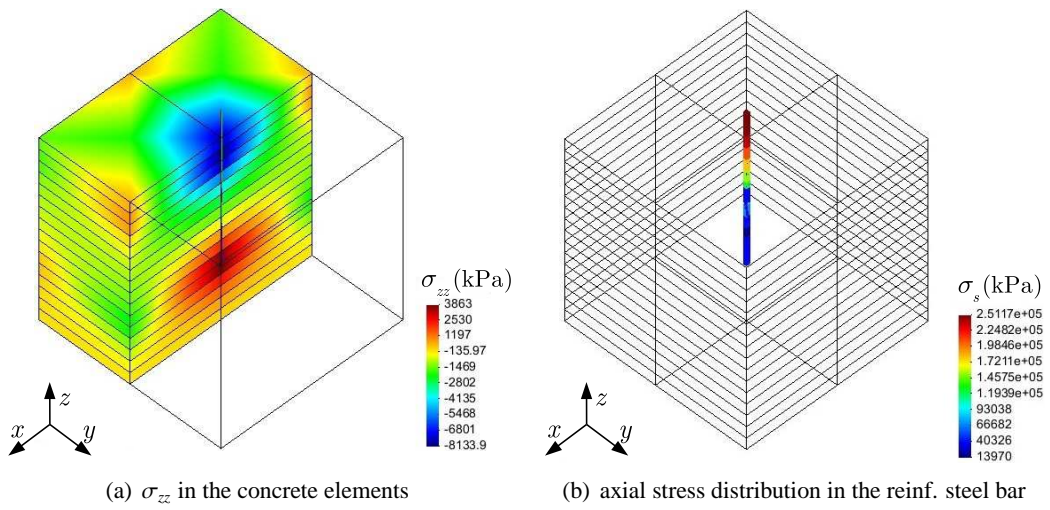 σzz (kPa)
3863
2530
1197
-135.97
-1469
-2802
-4135
-5468
-6801
-8133.9
z
x
y
(a) σzz in the concrete elements
σs (kPa)
2.5117e+05
2.2482e+05
1.9846e+05
1.7211e+05
1.4575e+05
1.1939e+05
93038
66682
40326
13970
z
x
y
(b) axial stress distribution in the reinf. steel bar